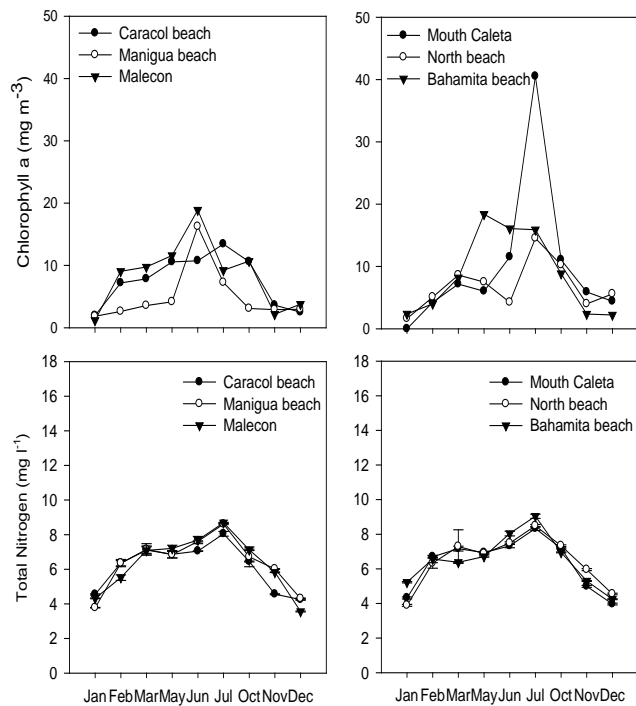 Caracol beach
Manigua beach
Malecon
50
40
30
20
10
0
Chlorophyll a (mg m-3)
Mouth Caleta
North beach
Bahamita beach
50
40
30
20
10
0
Caracol beach
Manigua beach
Malecon
18
16
14
12
10
8
6
4
2
0
Total Nitrogen (mg l-1)
Jan Feb Mar May Jun Jul Oct Nov Dec
Mouth Caleta
North beach
Bahamita beach
18
16
14
12
10
8
6
4
2
0
Jan Feb Mar May Jun Jul Oct Nov Dec